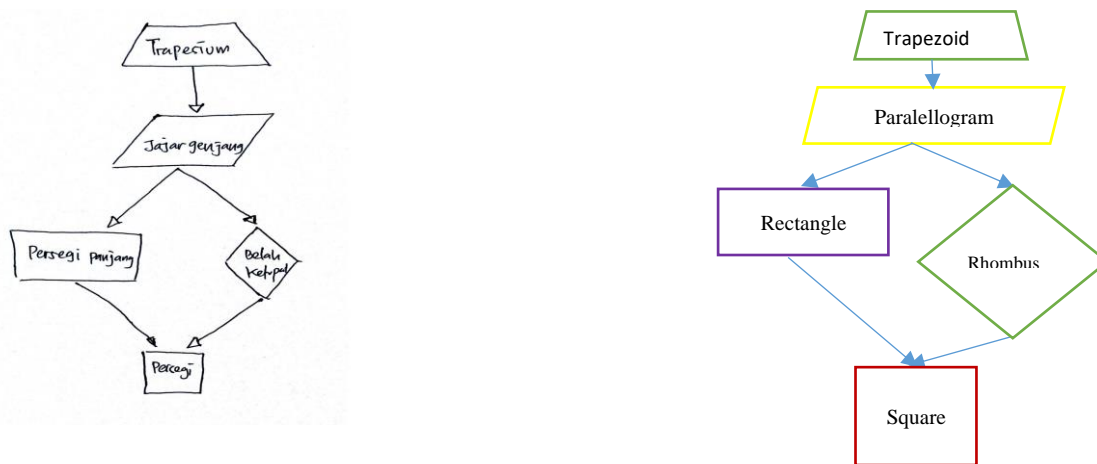 Trapesium
Jajar genjang
Persegi panjang
Belah
Ketupat
Persegi
Trapezoid
Paralellogram
Rectangle
Rhombus
Square